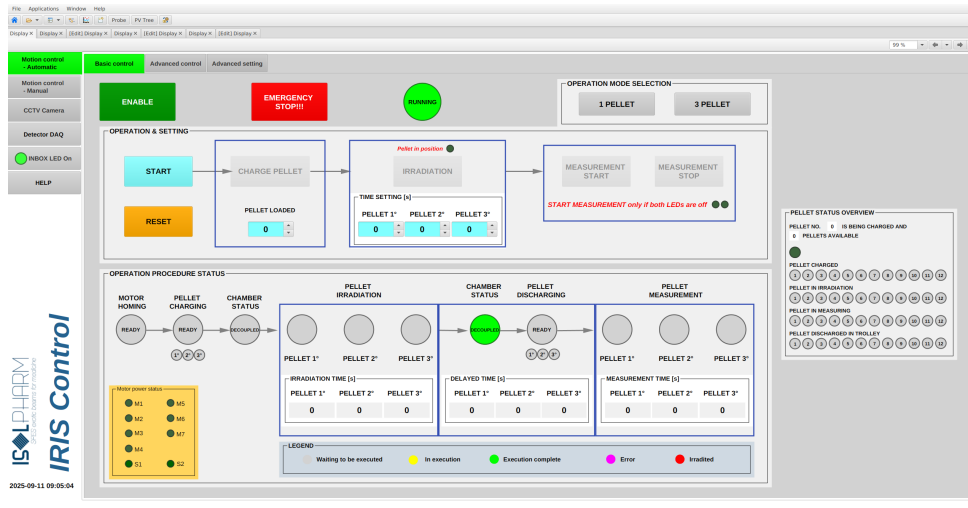 File Applications Window Help
Probe PV Tree
Display × Display × [Edit] Display × Display × [Edit] Display × Display × [Edit] Display ×
99 %
Motion control - Automatic
Motion control - Manual
CCTV Camera
Detector DAQ
INBOX LED On
HELP
Basic control Advanced control Advanced setting
ENABLE
EMERGENCY
STOP!!!
RUNNING
OPERATION MODE SELECTION
1 PELLET 3 PELLET
OPERATION & SETTING
START
CHARGE PELLET
Pellet in position
IRRADIATION
MEASUREMENT START
MEASUREMENT STOP
RESET
PELLET LOADED
0
TIME SETTING [s]
PELLET 1° PELLET 2° PELLET 3°
0 0 0
START MEASUREMENT only if both LEDs are off
OPERATION PROCEDURE STATUS
MOTOR HOMING
PELLET CHARGING
CHAMBER STATUS
PELLET IRRADIATION
CHAMBER STATUS
PELLET DISCHARGING
PELLET MEASUREMENT
READY READY DECOUPLED DECOUPLED READY
1° 2° 3°
1° 2° 3°
PELLET 1° PELLET 2° PELLET 3°
PELLET 1° PELLET 2° PELLET 3°
IRRADIATION TIME [s]
PELLET 1° PELLET 2° PELLET 3°
0 0 0
DELAYED TIME [s]
PELLET 1° PELLET 2° PELLET 3°
0 0 0
MEASUREMENT TIME [s]
PELLET 1° PELLET 2° PELLET 3°
0 0 0
Motor power status
M1 M5
M2 M6
M3 M7
M4
S1 S2
LEGEND
Waiting to be executed In execution Execution complete Error Irradited
PELLET STATUS OVERVIEW
PELLET NO. 0 IS BEING CHARGED AND
0 PELLETS AVAILABLE
PELLET CHARGED
1 2 3 4 5 6 7 8 9 10 11 12
PELLET IN IRRADIATION
1 2 3 4 5 6 7 8 9 10 11 12
PELLET IN MEASURING
1 2 3 4 5 6 7 8 9 10 11 12
PELLET DISCHARGED IN TROLLEY
1 2 3 4 5 6 7 8 9 10 11 12
ISOLPHARM
SPES exotic beams for medicine
IRIS Control
2025-09-11 09:05:04